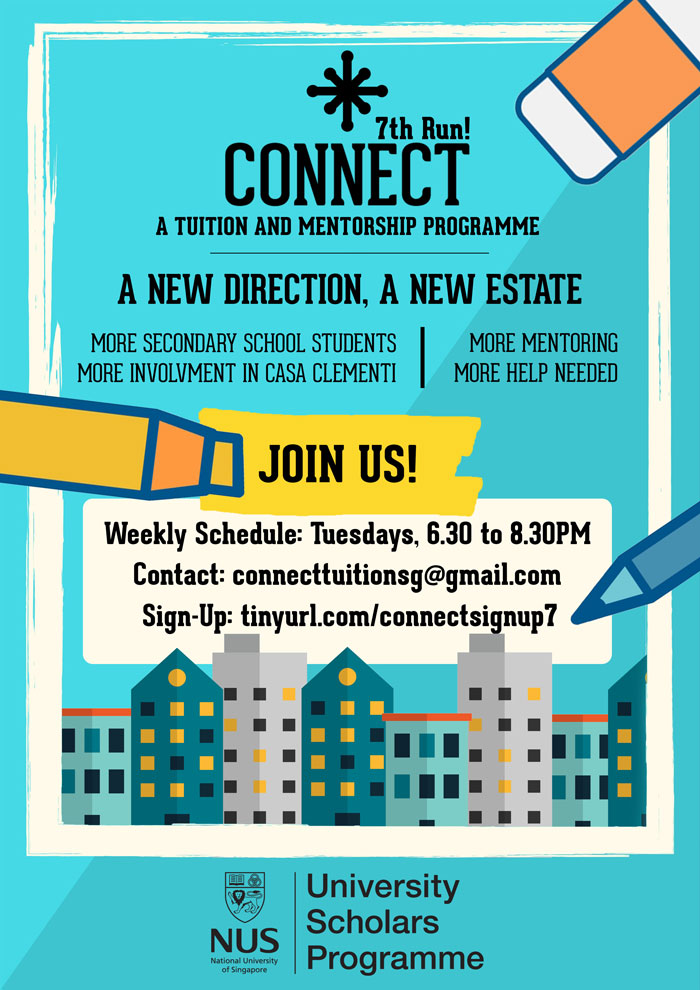 7th Run!
CONNECT
A TUITION AND MENTORSHIP PROGRAMME
A NEW DIRECTION, A NEW ESTATE
MORE SECONDARY SCHOOL STUDENTS
MORE INVOLVMENT IN CASA CLEMENTI
MORE MENTORING
MORE HELP NEEDED
JOIN US!
Weekly Schedule: Tuesdays, 6.30 to 8.30PM
Contact: connecttuitionsg@gmail.com
Sign-Up: tinyurl.com/connectsignup7
NUS
National University
of Singapore
University
Scholars
Programme